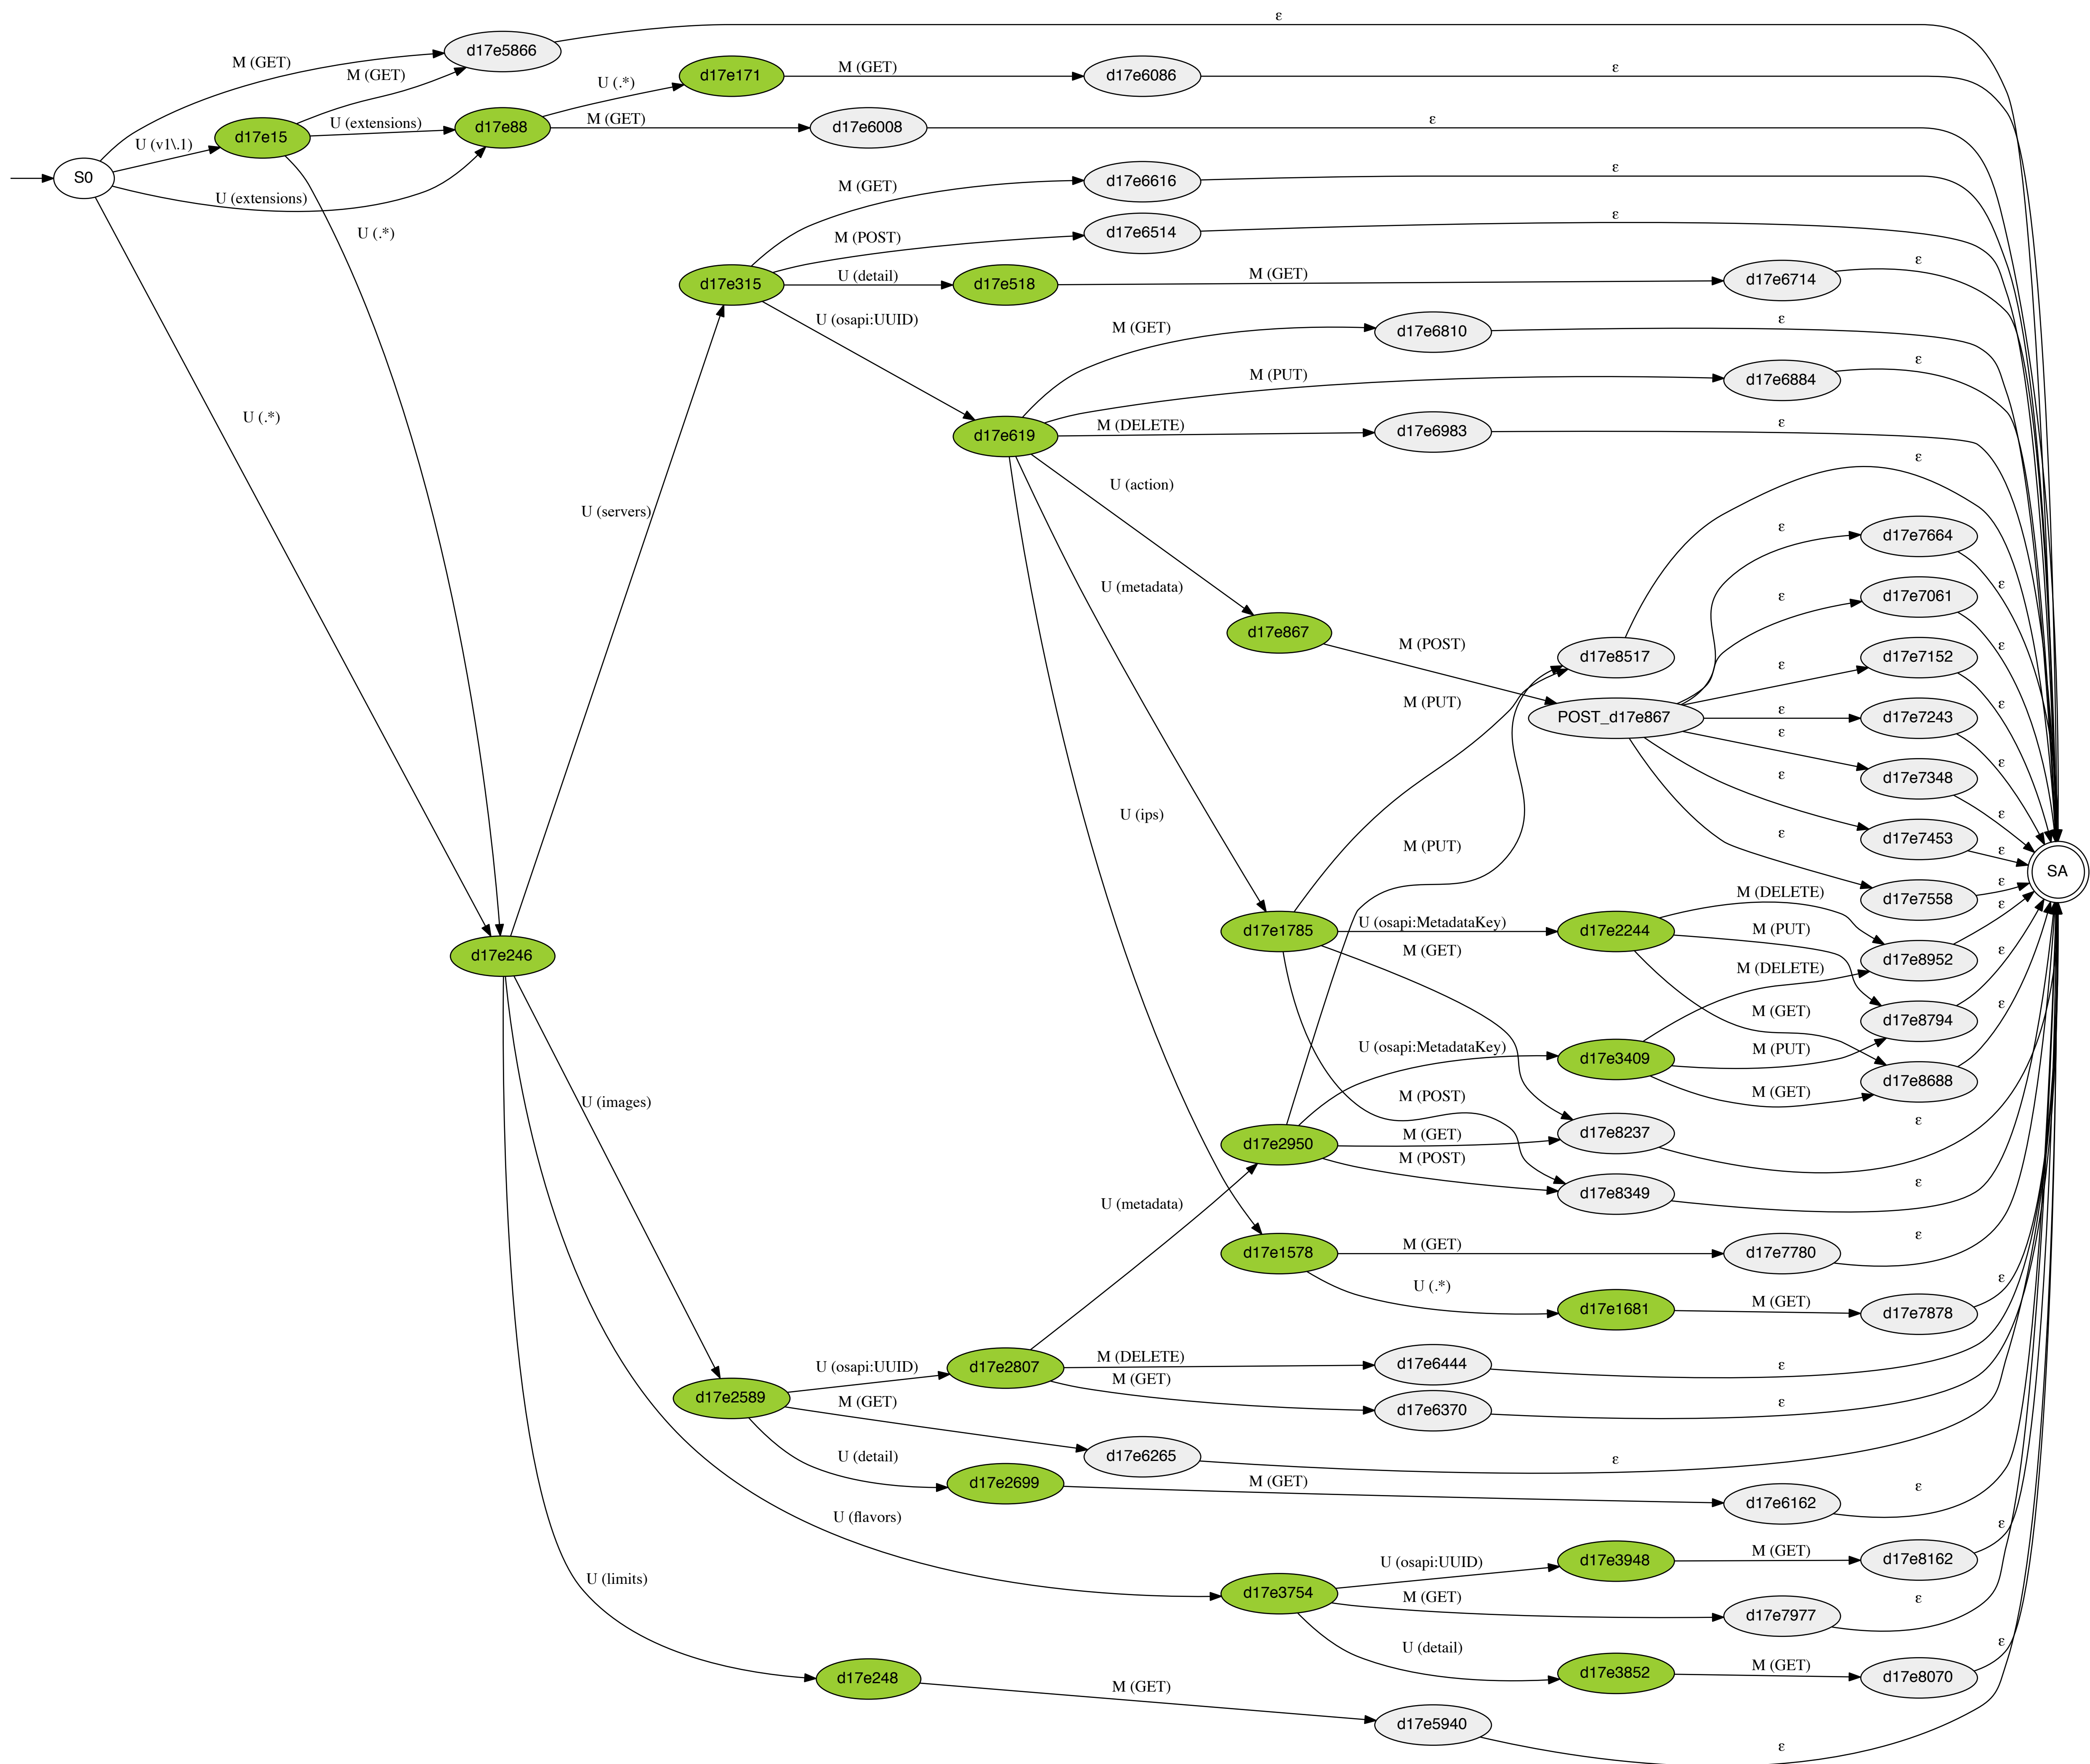 ε
d17e5866
M (GET)
M (GET)
U (.*)
d17e171
M (GET)
d17e6086
ε
d17e15
U (extensions)
d17e88
M (GET)
d17e6008
ε
U (v1\.1)
S0
U (extensions)
U (.*)
M (GET)
d17e6616
ε
M (POST)
d17e6514
ε
d17e315
U (detail)
d17e518
M (GET)
d17e6714
ε
U (osapi:UUID)
M (GET)
d17e6810
ε
U (.*)
M (PUT)
d17e6884
ε
d17e619
M (DELETE)
d17e6983
ε
ε
U (servers)
U (action)
ε
d17e7664
ε
U (metadata)
ε
d17e7061
ε
d17e867
M (POST)
d17e8517
ε
d17e7152
ε
M (PUT)
POST_d17e867
ε
d17e7243
ε
ε
d17e7348
ε
U (ips)
ε
d17e7453
ε
M (PUT)
ε
d17e7558
ε
SA
d17e246
d17e1785
U (osapi:MetadataKey)
M (GET)
d17e2244
M (DELETE)
M (PUT)
d17e8952
ε
M (DELETE)
M (GET)
d17e8794
ε
U (images)
U (osapi:MetadataKey)
d17e3409
M (PUT)
M (GET)
d17e8688
ε
M (POST)
d17e2950
M (GET)
d17e8237
ε
M (POST)
d17e8349
ε
U (metadata)
d17e1578
M (GET)
d17e7780
ε
U (.*)
d17e1681
M (GET)
d17e7878
ε
U (osapi:UUID)
d17e2807
M (DELETE)
d17e6444
ε
d17e2589
M (GET)
M (GET)
d17e6370
ε
U (detail)
d17e6265
ε
d17e2699
M (GET)
d17e6162
ε
U (flavors)
U (limits)
U (osapi:UUID)
d17e3948
M (GET)
d17e8162
ε
d17e3754
M (GET)
d17e7977
ε
U (detail)
d17e3852
M (GET)
d17e8070
ε
d17e248
M (GET)
d17e5940
ε